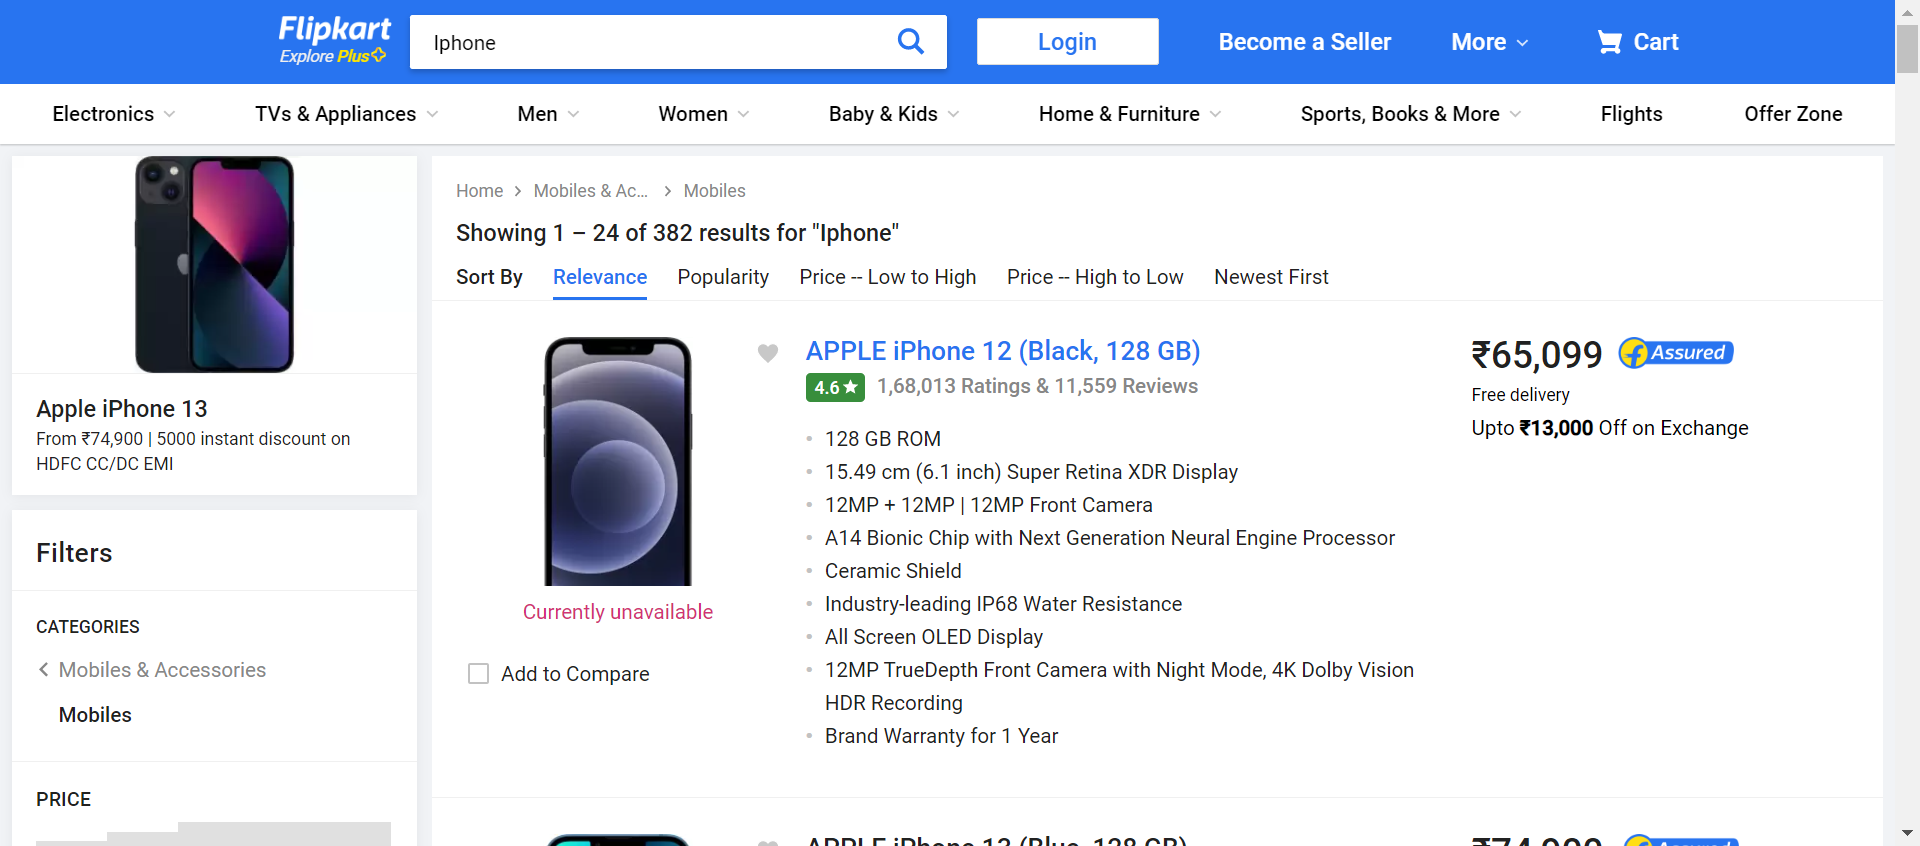 Flipkart
Explore Plus
Iphone
Login
Become a Seller
More
Cart
Electronics
TVs & Appliances
Men
Women
Baby & Kids
Home & Furniture
Sports, Books & More
Flights
Offer Zone
Apple iPhone 13
From ₹74,900 | 5000 instant discount on
HDFC CC/DC EMI
Filters
CATEGORIES
Mobiles & Accessories
Mobiles
PRICE
Home
Mobiles & Ac...
Mobiles
Showing 1 – 24 of 382 results for "Iphone"
Sort By
Relevance
Popularity
Price -- Low to High
Price -- High to Low
Newest First
Currently unavailable
Add to Compare
APPLE iPhone 12 (Black, 128 GB)
4.6★
1,68,013 Ratings & 11,559 Reviews
128 GB ROM
15.49 cm (6.1 inch) Super Retina XDR Display
12MP + 12MP | 12MP Front Camera
A14 Bionic Chip with Next Generation Neural Engine Processor
Ceramic Shield
Industry-leading IP68 Water Resistance
All Screen OLED Display
12MP TrueDepth Front Camera with Night Mode, 4K Dolby Vision
HDR Recording
Brand Warranty for 1 Year
₹65,099
Assured
Free delivery
Upto ₹13,000 Off on Exchange
APPLE iPhone 13 (Blue, 128 GB)
Assured